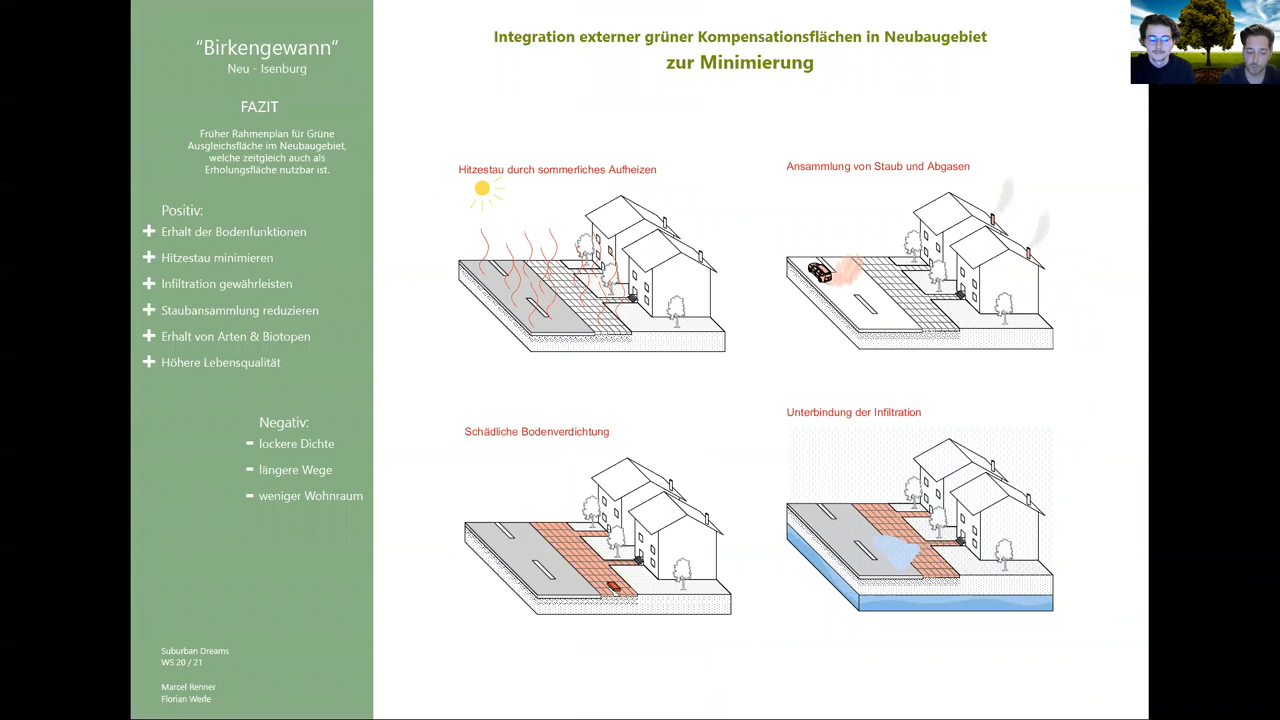 "Birkengewann"
Neu - Isenburg
FAZIT
Früher Rahmenplan für Grüne
Ausgleichsfläche im Neubaugebiet,
welche zeitgleich auch als
Erholungsfläche nutzbar ist.
Positiv:
+ Erhalt der Bodenfunktionen
+ Hitzestau minimieren
+ Infiltration gewährleisten
+ Staubansammlung reduzieren
+ Erhalt von Arten & Biotopen
+ Höhere Lebensqualität
Negativ:
- lockere Dichte
- längere Wege
- weniger Wohnraum
Suburban Dreams
WS 20 / 21
Marcel Renner
Florian Werle
Integration externer grüner Kompensationsflächen in Neubaugebiet
zur Minimierung
Hitzestau durch sommerliches Aufheizen
Ansammlung von Staub und Abgasen
Schädliche Bodenverdichtung
Unterbindung der Infiltration